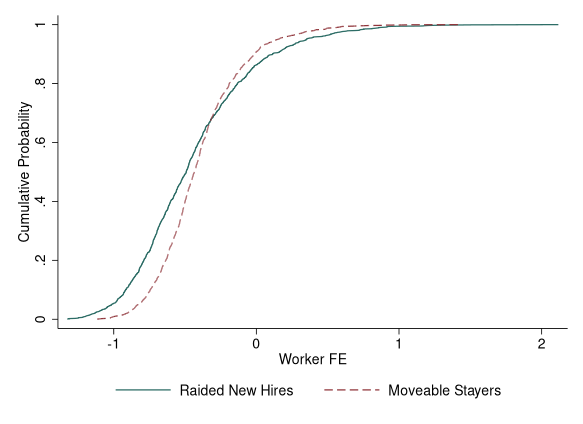 Cumulative Probability
1
.8
.6
.4
.2
0
-1 0 1 2
Worker FE
Raided New Hires Moveable Stayers